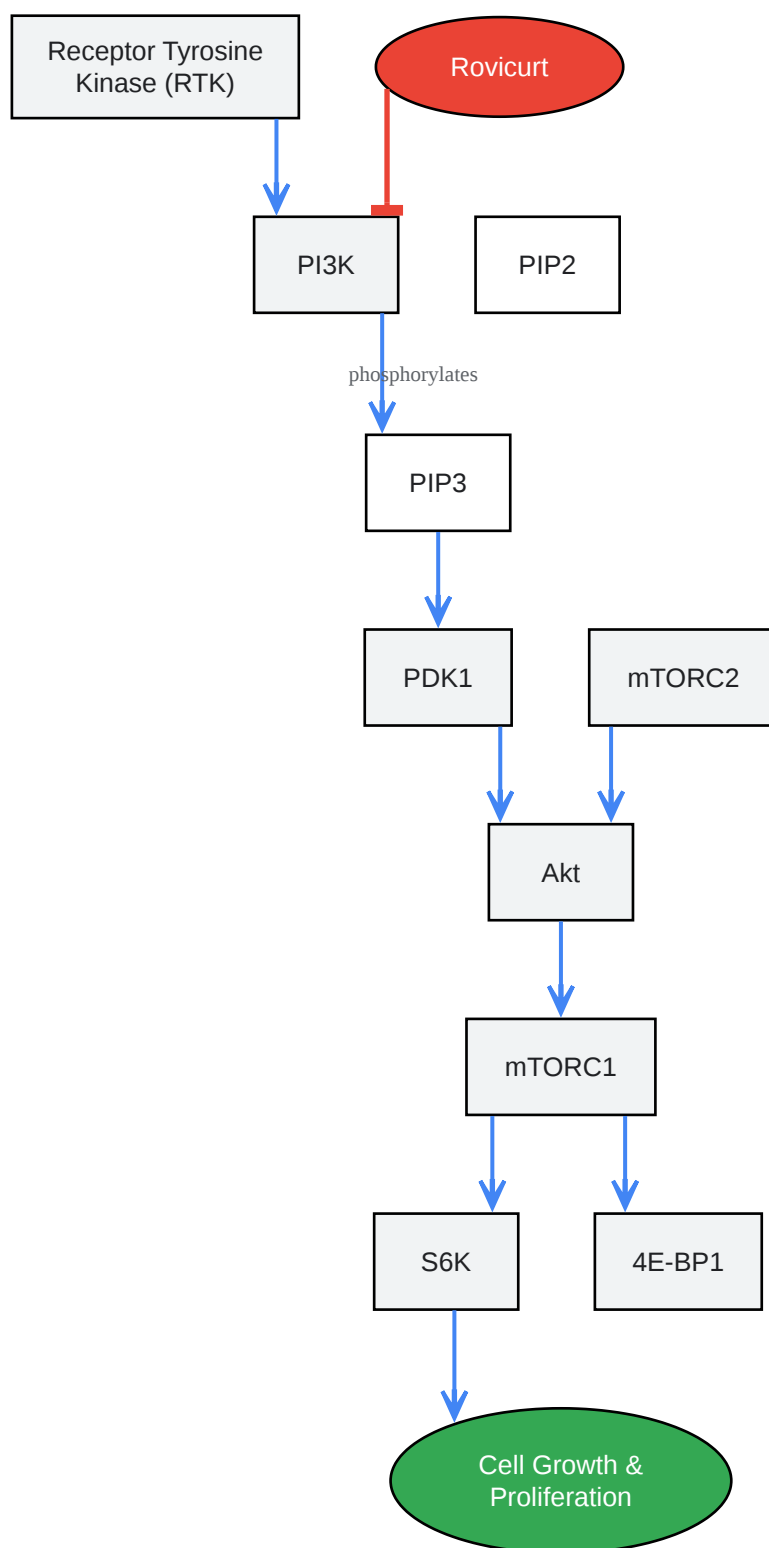 Receptor Tyrosine
Kinase (RTK)
Rovicurt
PI3K
PIP2
phosphorylates
PIP3
PDK1
mTORC2
Akt
mTORC1
S6K
4E-BP1
Cell Growth &
Proliferation